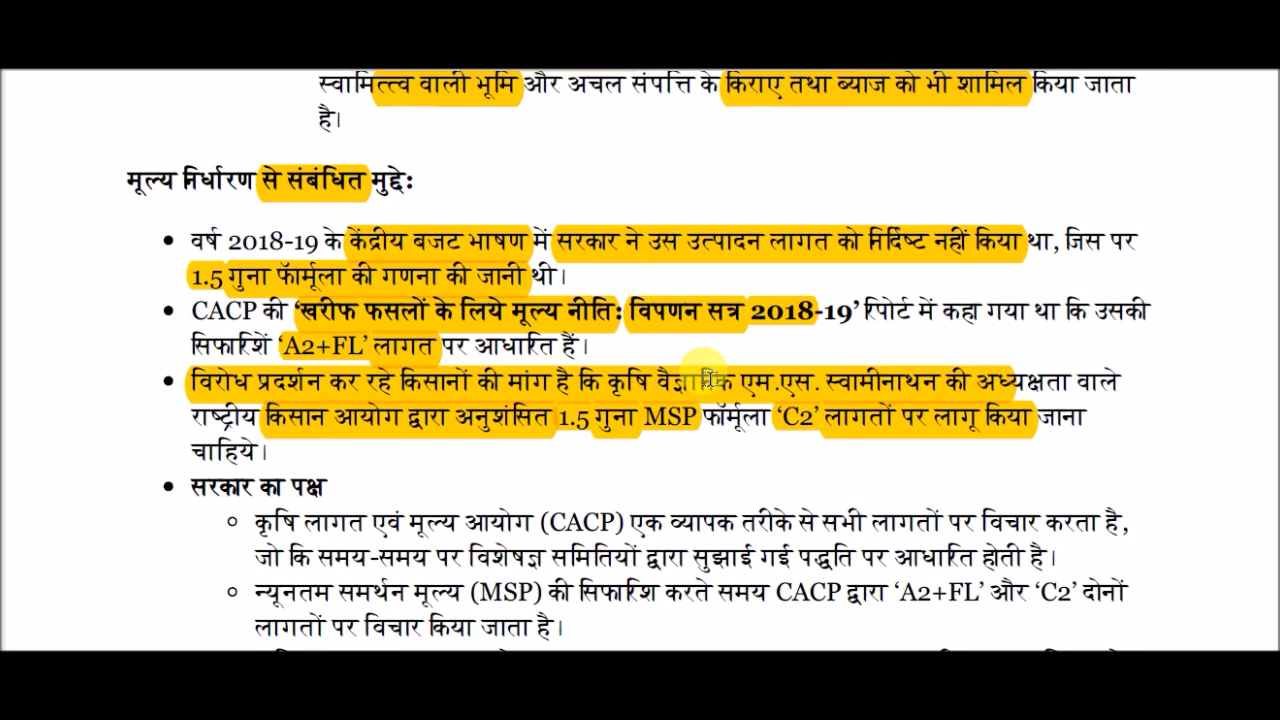 स्वामित्त्व वाली भूमि और अचल संपत्ति के किराए तथा ब्याज को भी शामिल किया जाता
है।
मूल्य निर्धारण से संबंधित मुद्दे:
• वर्ष 2018-19 के केंद्रीय बजट भाषण में सरकार ने उस उत्पादन लागत को निर्दिष्ट नहीं किया था, जिस पर
1.5 गुना फॉर्मूला की गणना की जानी थी।
• CACP की ‘खरीफ फसलों के लिये मूल्य नीति: विपणन सत्र 2018-19’ रिपोर्ट में कहा गया था कि उसकी
सिफारिशें ‘A2+FL’ लागत पर आधारित हैं।
• विरोध प्रदर्शन कर रहे किसानों की मांग है कि कृषि वैज्ञानिक एम.एस. स्वामीनाथन की अध्यक्षता वाले
राष्ट्रीय किसान आयोग द्वारा अनुशंसित 1.5 गुना MSP फॉर्मूला ‘C2’ लागतों पर लागू किया जाना
चाहिये।
• सरकार का पक्ष
○ कृषि लागत एवं मूल्य आयोग (CACP) एक व्यापक तरीके से सभी लागतों पर विचार करता है,
जो कि समय-समय पर विशेषज्ञ समितियों द्वारा सुझाई गई पद्धति पर आधारित होती है।
○ न्यूनतम समर्थन मूल्य (MSP) की सिफारिश करते समय CACP द्वारा ‘A2+FL’ और ‘C2’ दोनों
लागतों पर विचार किया जाता है।